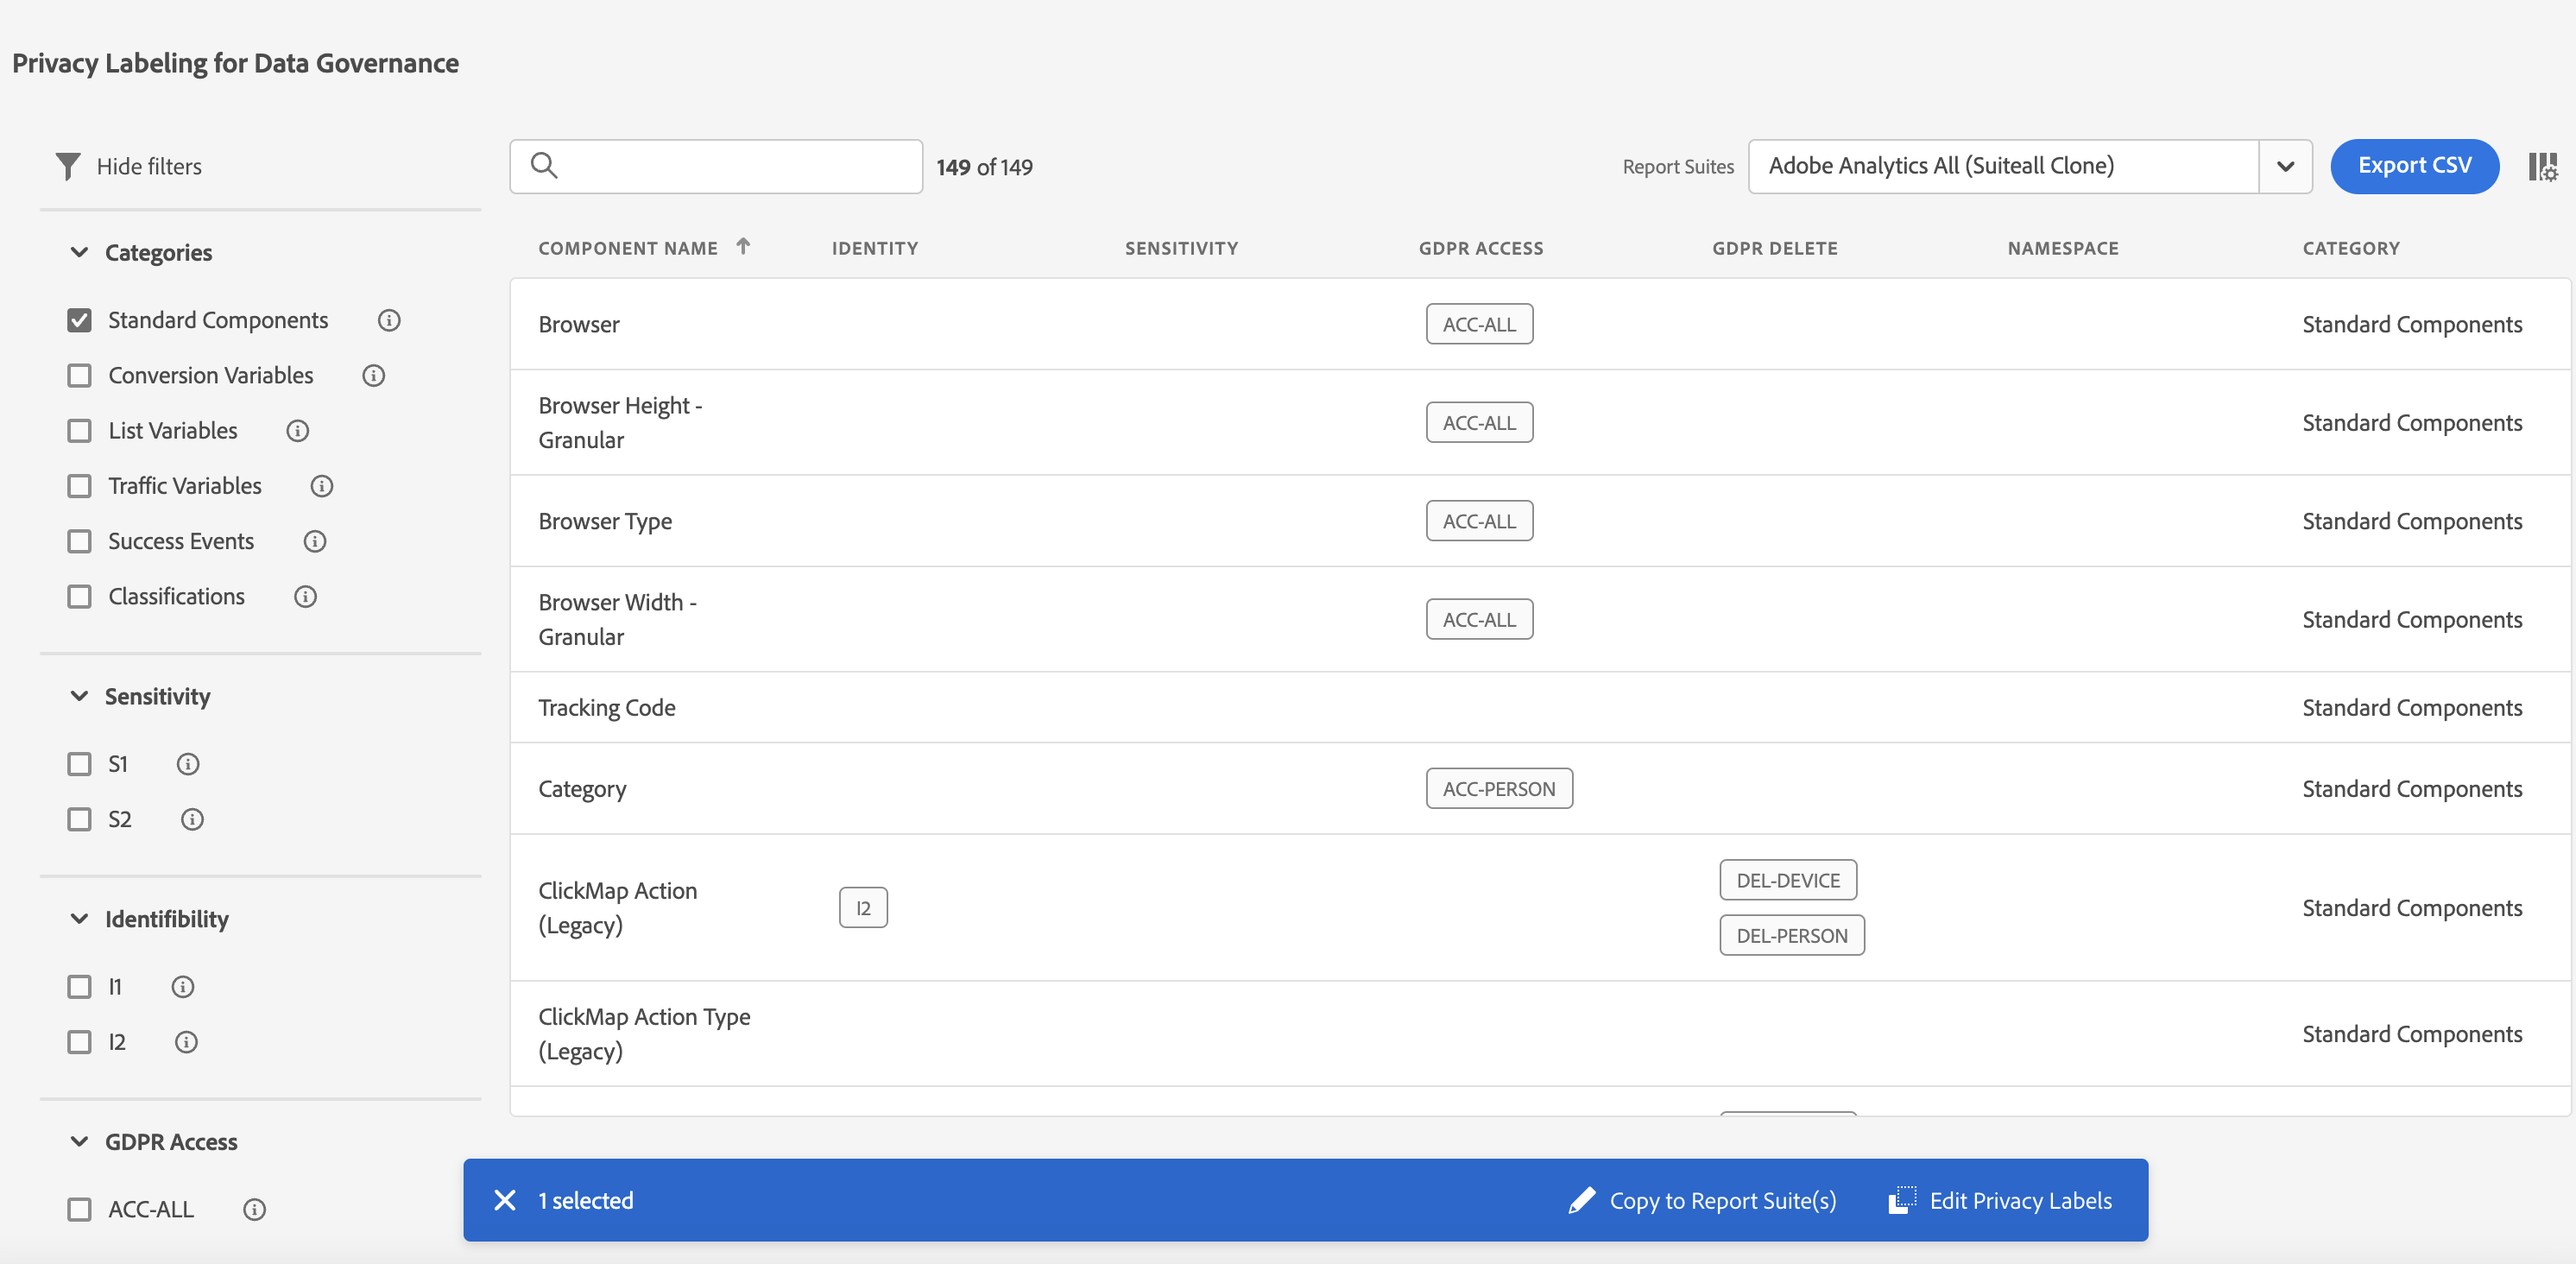 Privacy Labeling for Data Governance
Hide filters
149 of 149
Report Suites
Adobe Analytics All (Suiteall Clone)
Export CSV
Categories
Standard Components
Conversion Variables
List Variables
Traffic Variables
Success Events
Classifications
Sensitivity
S1
S2
Identifibility
I1
I2
GDPR Access
ACC-ALL
COMPONENT NAME IDENTITY SENSITIVITY GDPR ACCESS GDPR DELETE NAMESPACE CATEGORY
Browser ACC-ALL Standard Components
Browser Height -
Granular
ACC-ALL Standard Components
Browser Type ACC-ALL Standard Components
Browser Width -
Granular
ACC-ALL Standard Components
Tracking Code Standard Components
Category ACC-PERSON Standard Components
ClickMap Action
(Legacy)
I2
DEL-DEVICE
DEL-PERSON
Standard Components
ClickMap Action Type
(Legacy)
Standard Components
1 selected
Copy to Report Suite(s)
Edit Privacy Labels